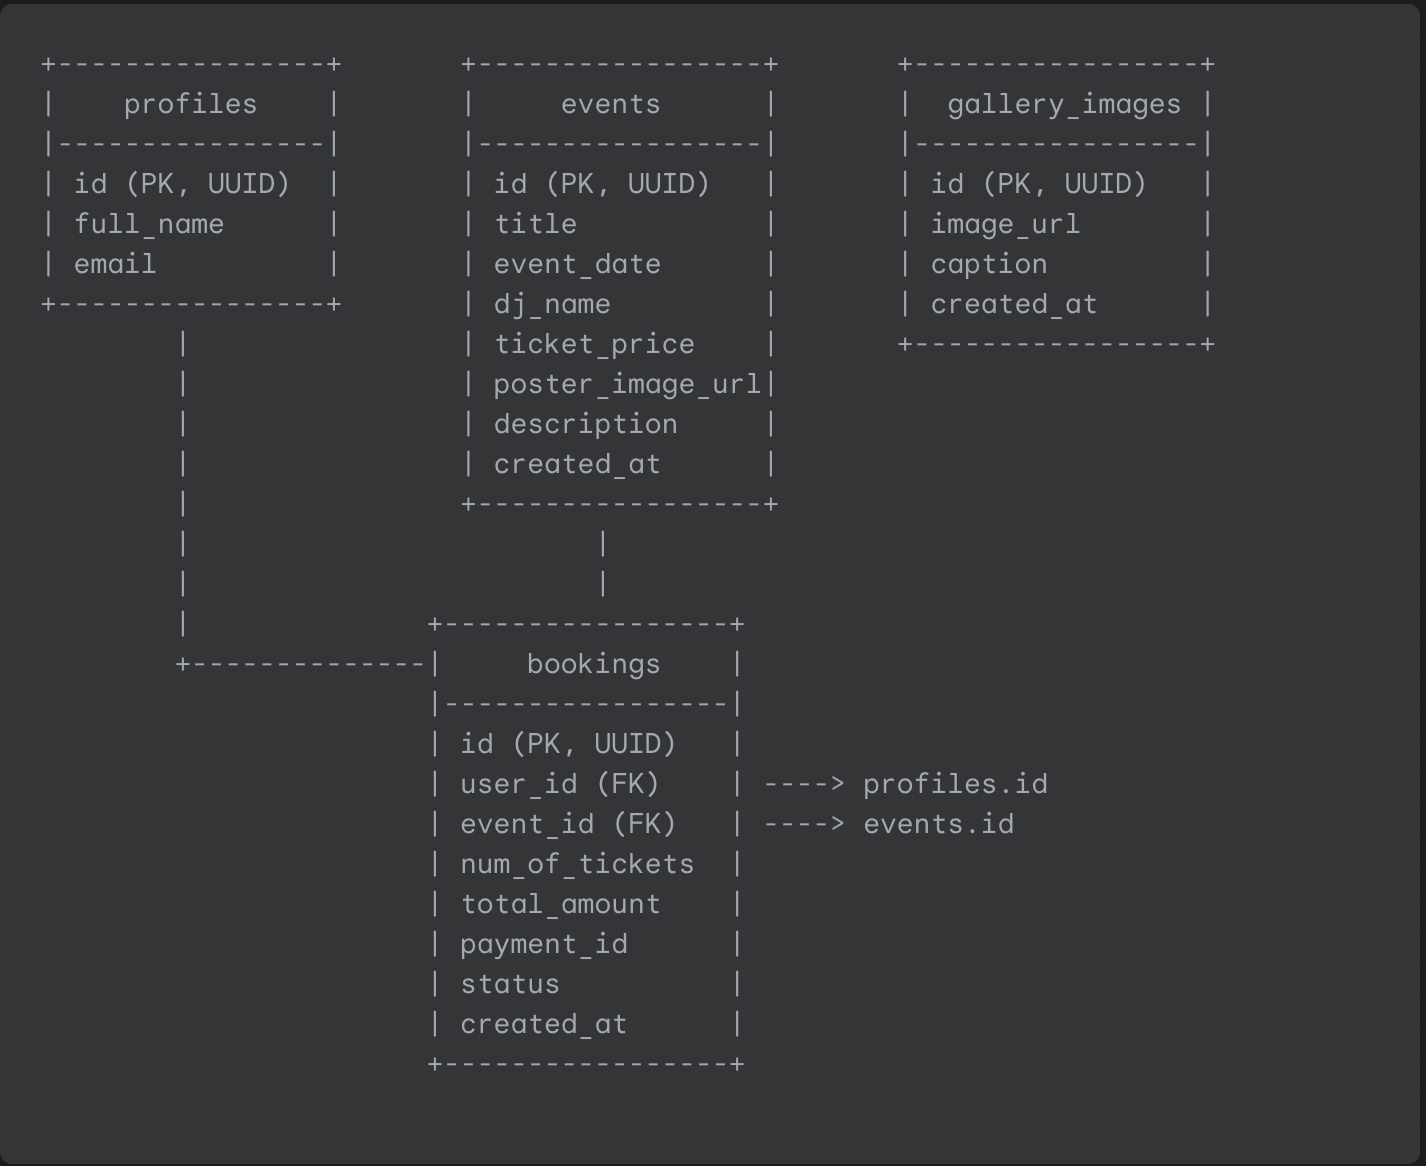 +----------------+       +-----------------+       +-----------------+
|    profiles    |       |     events      |       |  gallery_images |
|----------------|       |-----------------|       |-----------------|
| id (PK, UUID)  |       | id (PK, UUID)   |       | id (PK, UUID)   |
| full_name      |       | title           |       | image_url       |
| email          |       | event_date      |       | caption         |
+----------------+       | dj_name         |       | created_at      |
        |                | ticket_price    |       +-----------------+
        |                | poster_image_url|
        |                | description     |
        |                | created_at      |
        |                +-----------------+
        |                        |
        |                        |
        |              +-----------------+
        +--------------|     bookings    |
                       |-----------------|
                       | id (PK, UUID)   |
                       | user_id (FK)    | ----> profiles.id
                       | event_id (FK)   | ----> events.id
                       | num_of_tickets  |
                       | total_amount    |
                       | payment_id      |
                       | status          |
                       | created_at      |
                       +-----------------+